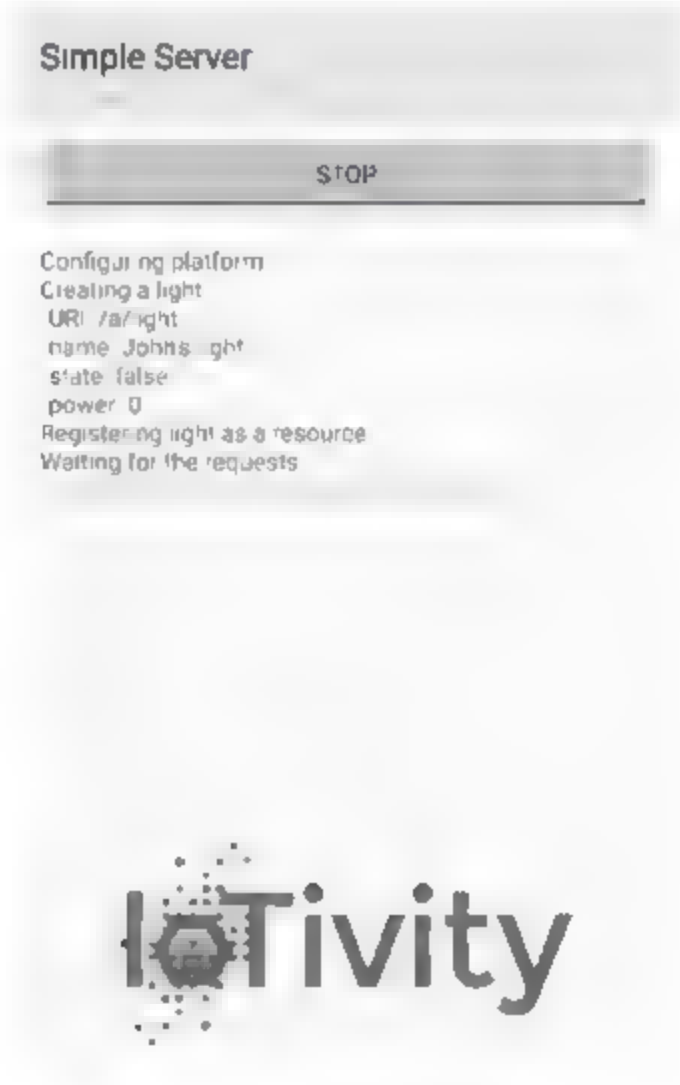 Simple Server
STOP
Configuring platform
Creating a light
URI /a/light
name John's light
state false
power 0
Registering light as a resource
Waiting for the requests
IoTivity